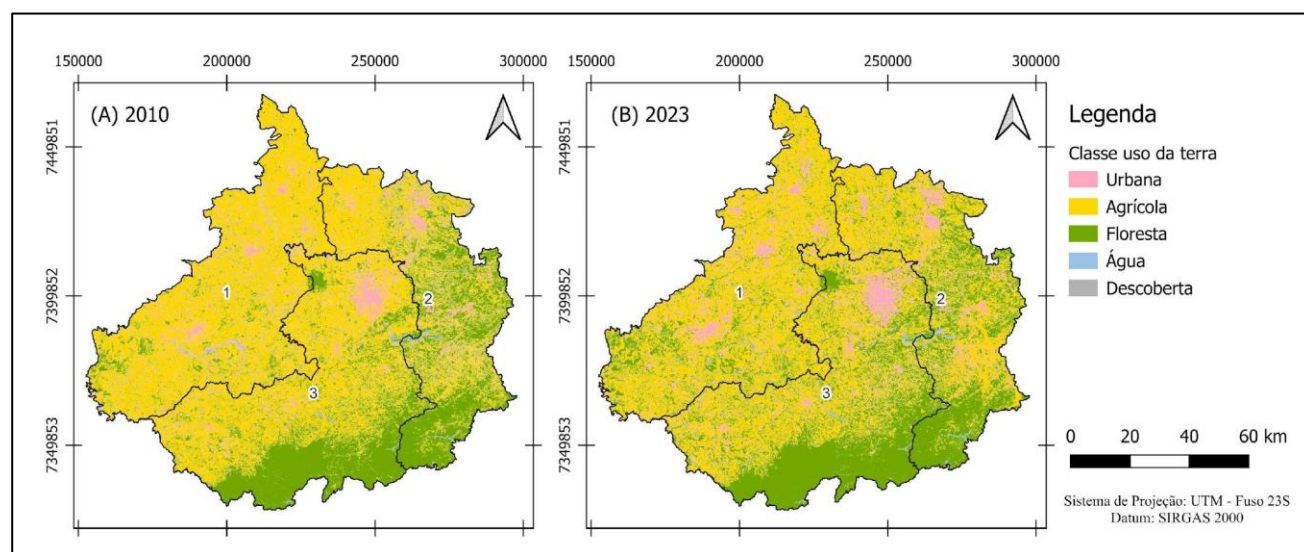 150000 200000 250000 300000
150000 200000 250000 300000
(A) 2010
(B) 2023
7449851
7399852
7349853
7449851
7399852
7349853
1
2
3
1
2
3
Legenda
Classe uso da terra
Urbana
Agrícola
Floresta
Água
Descoberta
0 20 40 60 km
Sistema de Projeção: UTM - Fuso 23S
Datum: SIRGAS 2000